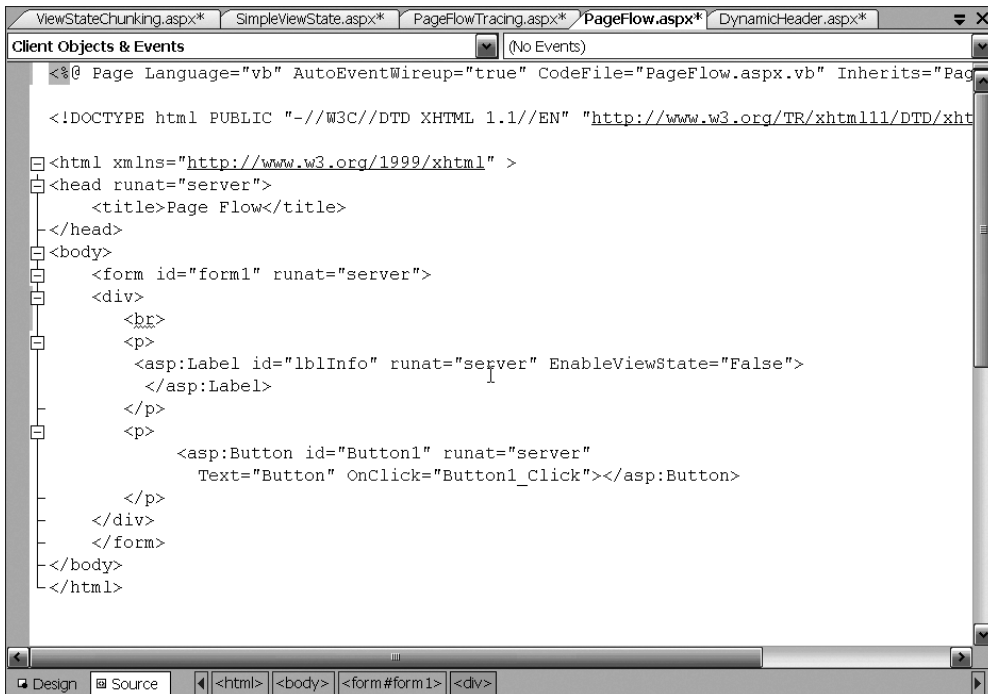 ViewStateChunking.aspx* SimpleViewState.aspx* PageFlowTracing.aspx* PageFlow.aspx* DynamicHeader.aspx*
Client Objects & Events (No Events)
<%@ Page Language="vb" AutoEventWireup="true" CodeFile="PageFlow.aspx.vb" Inherits="Pag
<!DOCTYPE html PUBLIC "-//W3C//DTD XHTML 1.1//EN" "http://www.w3.org/TR/xhtml11/DTD/xht
<html xmlns="http://www.w3.org/1999/xhtml" >
<head runat="server">
<title>Page Flow</title>
</head>
<body>
<form id="form1" runat="server">
<div>
<br>
<p>
<asp:Label id="lblInfo" runat="server" EnableViewState="False">
</asp:Label>
</p>
<p>
<asp:Button id="Button1" runat="server"
Text="Button" OnClick="Button1_Click"></asp:Button>
</p>
</div>
</form>
</body>
</html>
Design Source <html> <body> <form#form1> <div>